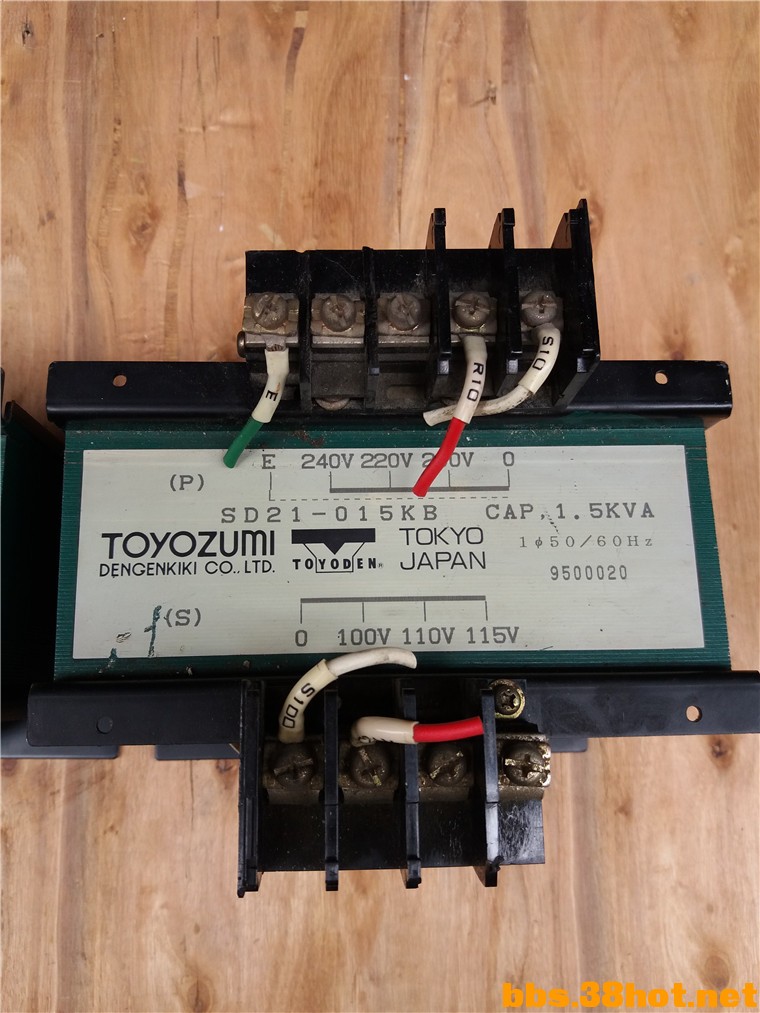 S10
R10
E
E 240V 220V 200V 0
(P)
SD21-015KB CAP. 1.5KVA
TOYOZUMI
DENGENKIKI CO., LTD.
TOYODEN®
TOKYO
JAPAN
1φ50/60Hz
9500020
(S)
0 100V 110V 115V
S100
bbs.38hot.net